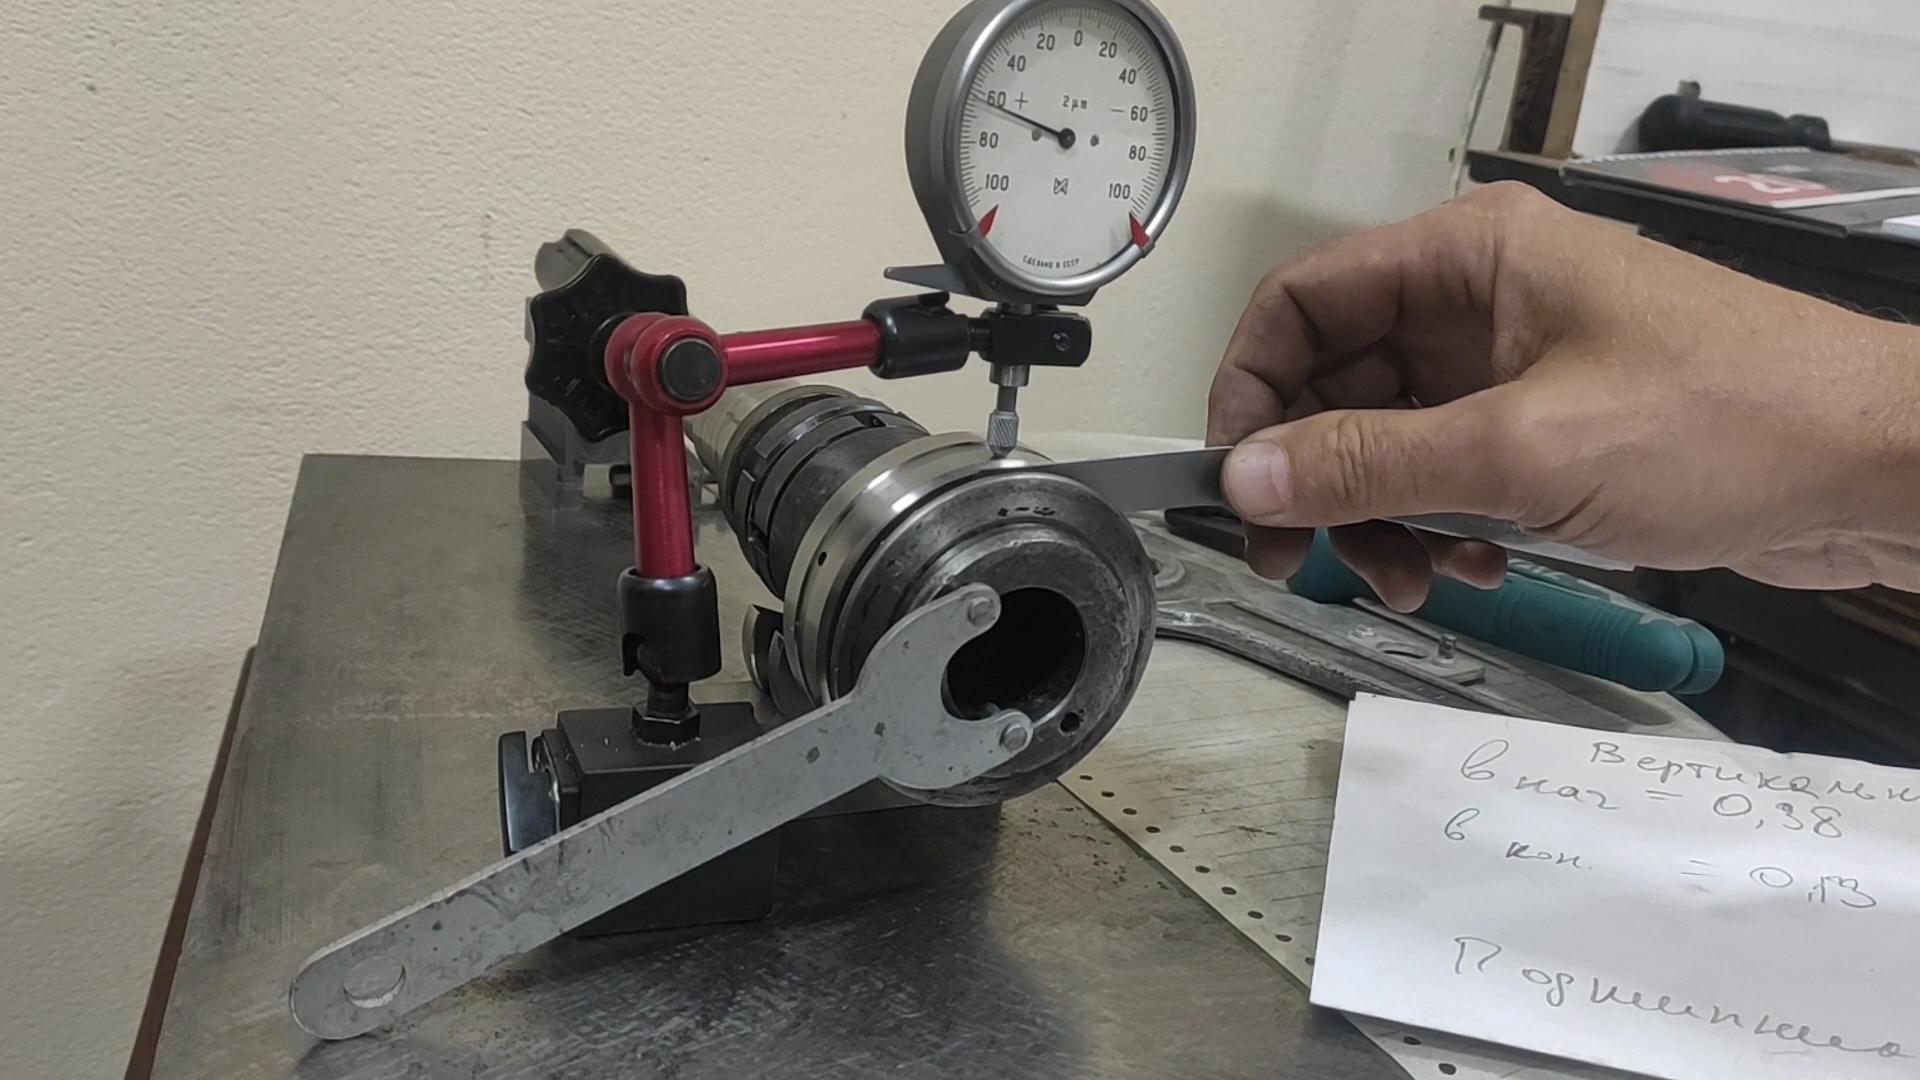 20 0 20
40 40
60 + 2µm − 60
80 80
100 100
СДЕЛАНО В СССР
Вертикальн
в нач = 0,38
в кон. = 0,13